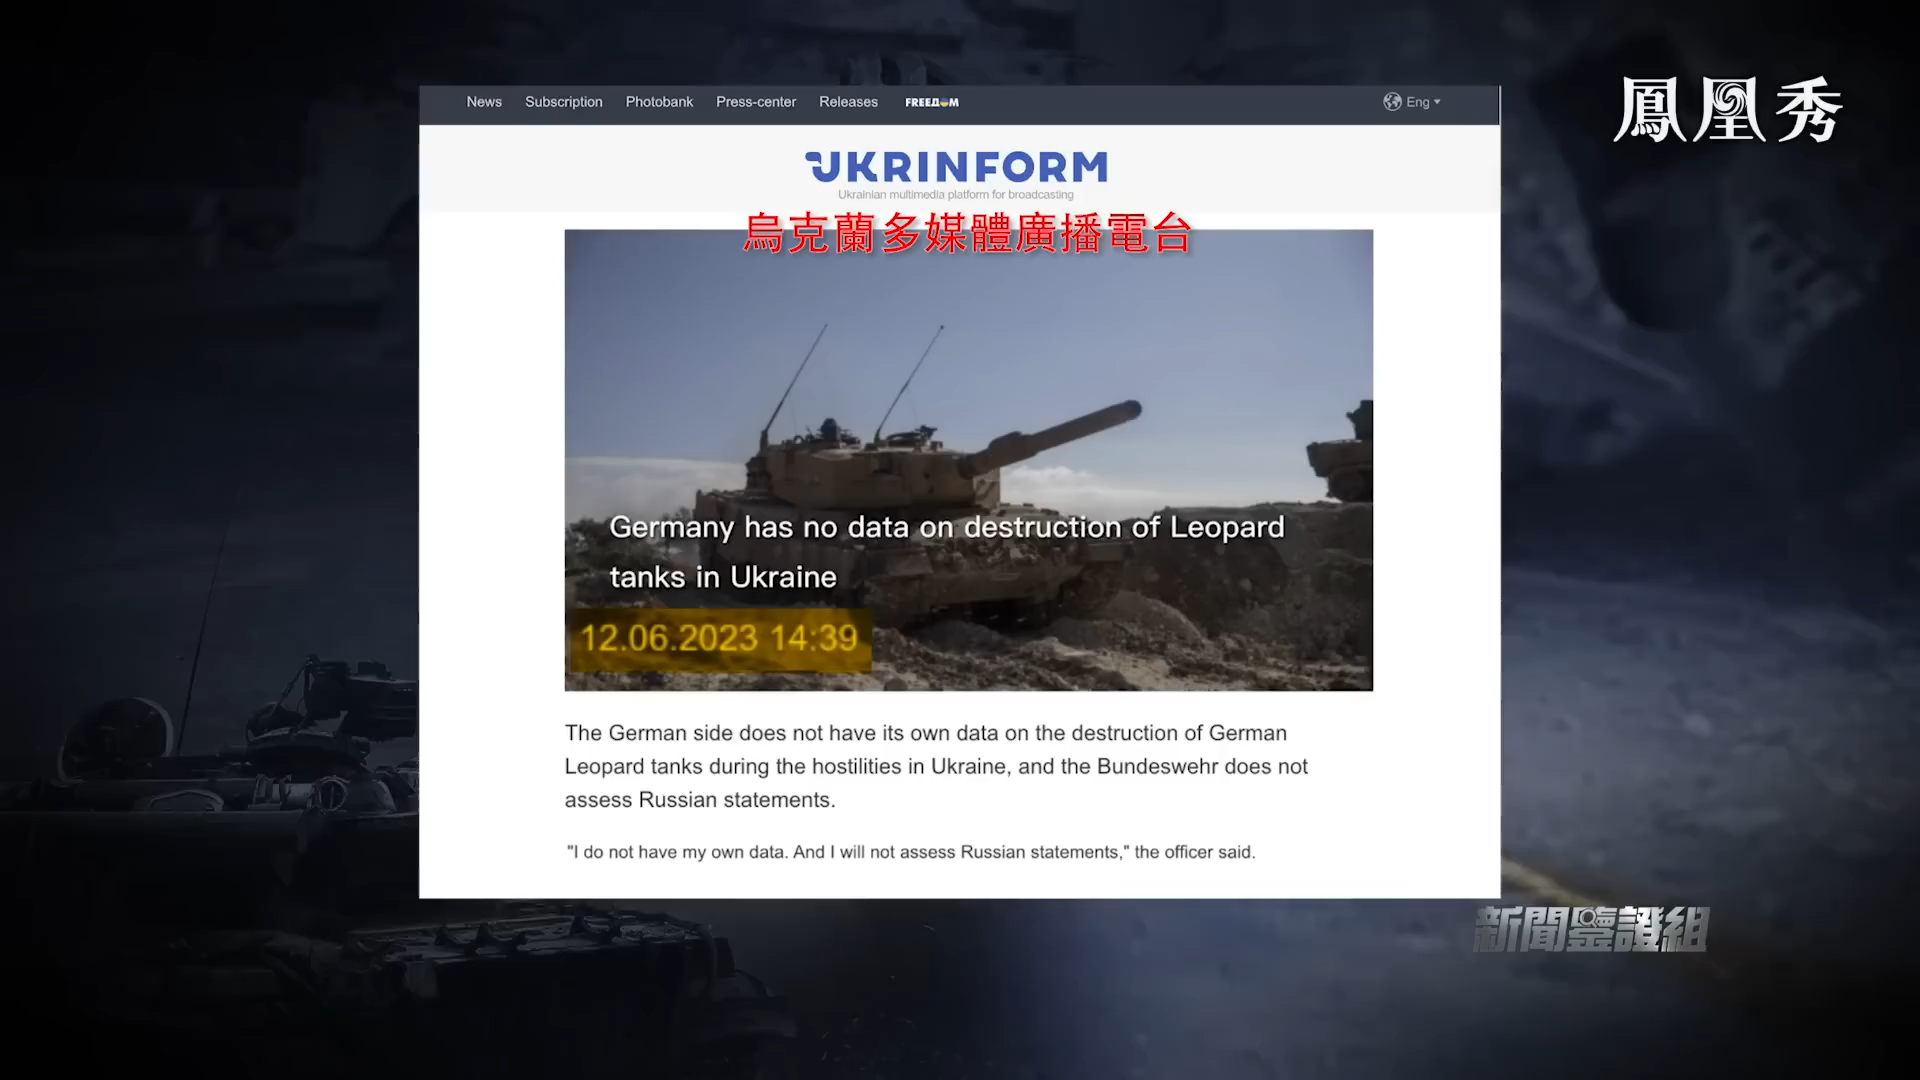 News Subscription Photobank Press-center Releases FREEДОМ Eng
鳳凰秀
UKRINFORM
Ukrainian multimedia platform for broadcasting
烏克蘭多媒體廣播電台
Germany has no data on destruction of Leopard
tanks in Ukraine
12.06.2023 14:39
The German side does not have its own data on the destruction of German
Leopard tanks during the hostilities in Ukraine, and the Bundeswehr does not
assess Russian statements.
"I do not have my own data. And I will not assess Russian statements," the officer said.
新聞鑒證組